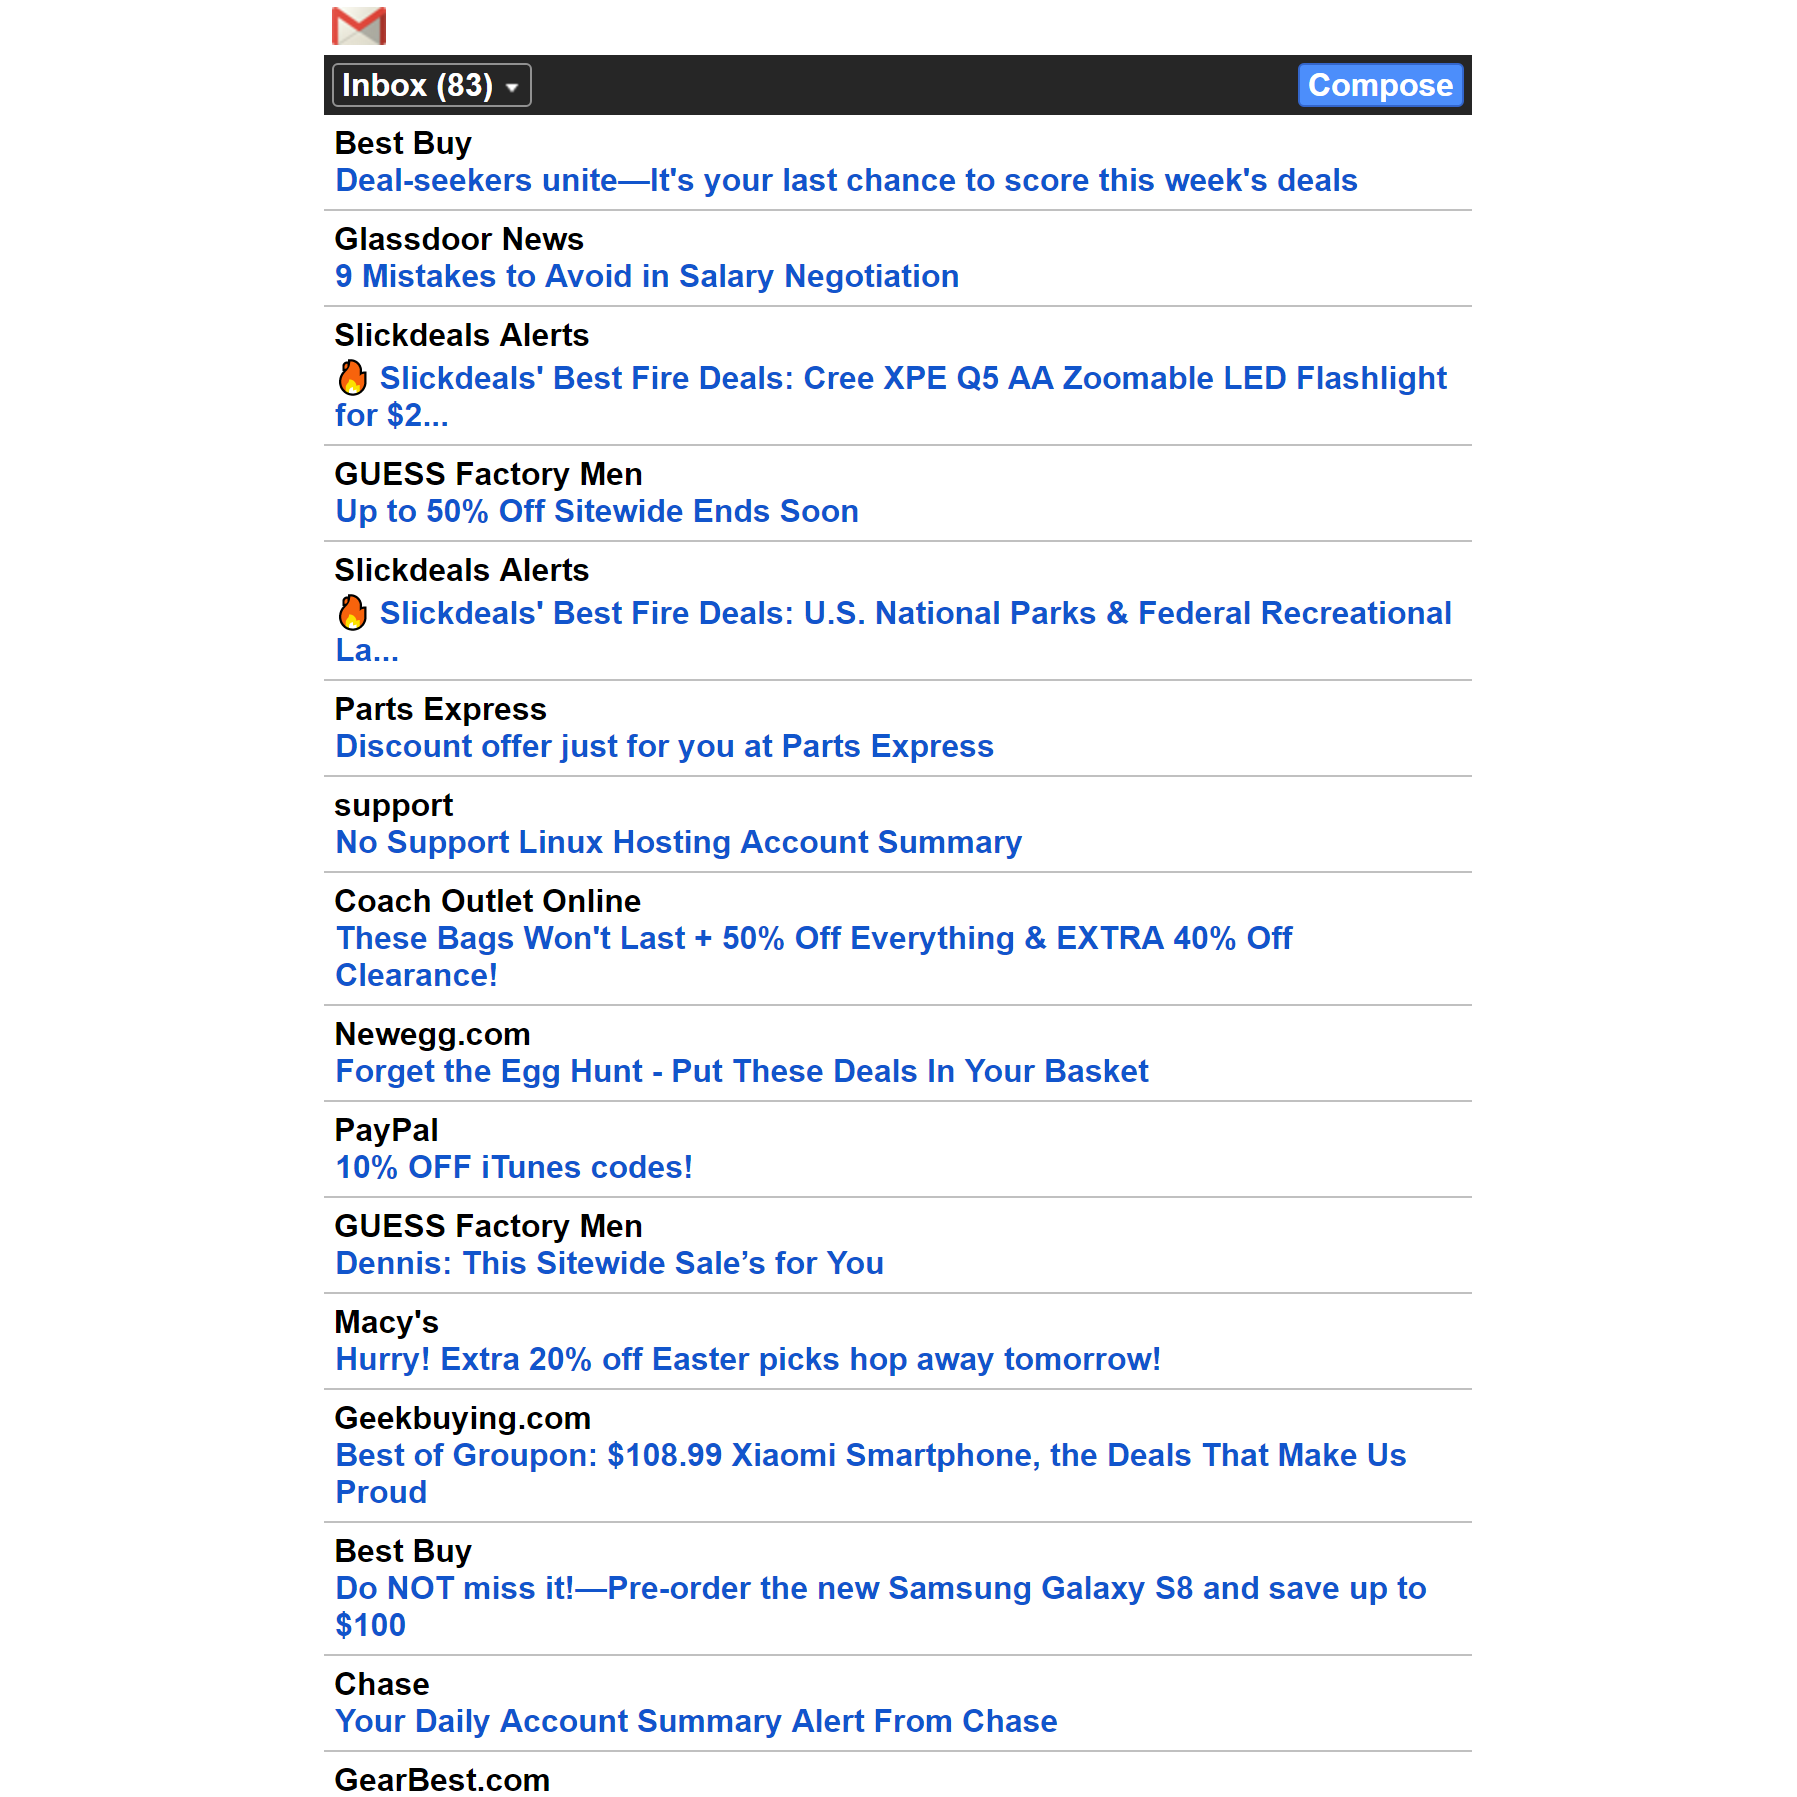 Inbox (83)
Compose
Best Buy
Deal-seekers unite—It's your last chance to score this week's deals
Glassdoor News
9 Mistakes to Avoid in Salary Negotiation
Slickdeals Alerts
🔥 Slickdeals' Best Fire Deals: Cree XPE Q5 AA Zoomable LED Flashlight
for $2...
GUESS Factory Men
Up to 50% Off Sitewide Ends Soon
Slickdeals Alerts
🔥 Slickdeals' Best Fire Deals: U.S. National Parks & Federal Recreational
La...
Parts Express
Discount offer just for you at Parts Express
support
No Support Linux Hosting Account Summary
Coach Outlet Online
These Bags Won't Last + 50% Off Everything & EXTRA 40% Off
Clearance!
Newegg.com
Forget the Egg Hunt - Put These Deals In Your Basket
PayPal
10% OFF iTunes codes!
GUESS Factory Men
Dennis: This Sitewide Sale’s for You
Macy's
Hurry! Extra 20% off Easter picks hop away tomorrow!
Geekbuying.com
Best of Groupon: $108.99 Xiaomi Smartphone, the Deals That Make Us
Proud
Best Buy
Do NOT miss it!—Pre-order the new Samsung Galaxy S8 and save up to
$100
Chase
Your Daily Account Summary Alert From Chase
GearBest.com